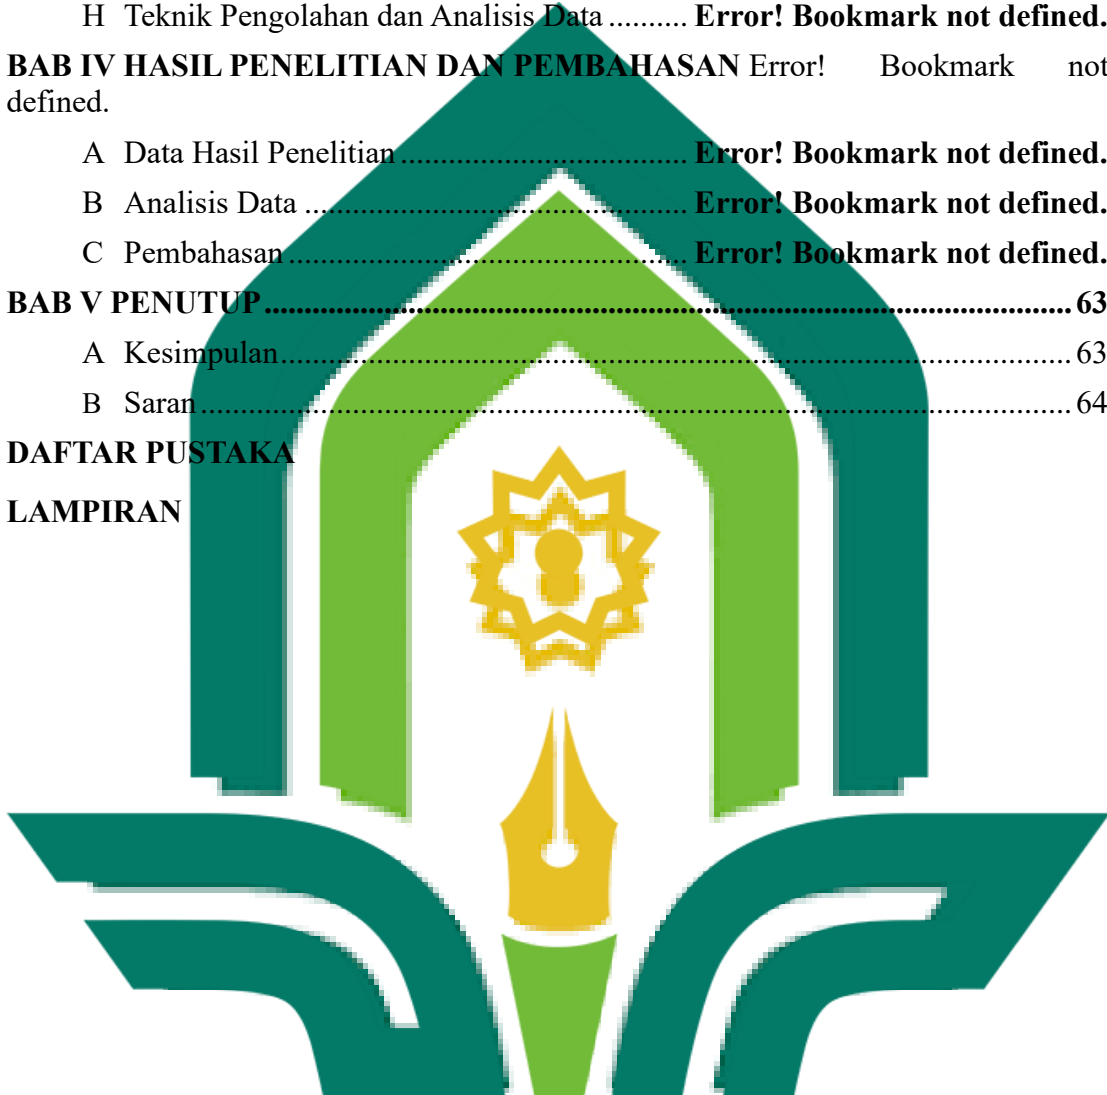 H Teknik Pengolahan dan Analisis Data .......... Error! Bookmark not defined.
BAB IV HASIL PENELITIAN DAN PEMBAHASAN Error! Bookmark not
defined.
A Data Hasil Penelitian .................................... Error! Bookmark not defined.
B Analisis Data ................................................ Error! Bookmark not defined.
C Pembahasan .................................................. Error! Bookmark not defined.
BAB V PENUTUP ...................................................................................................... 63
A Kesimpulan .................................................................................................... 63
B Saran .............................................................................................................. 64
DAFTAR PUSTAKA
LAMPIRAN